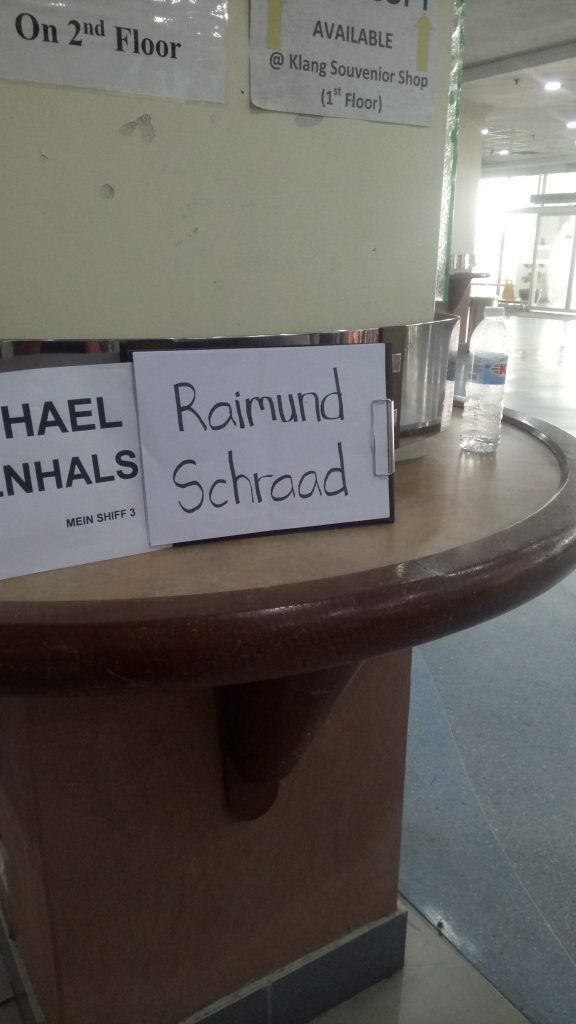 On 2nd Floor
AVAILABLE
@ Klang Souvenior Shop
(1st Floor)
HAEL
NHALS
MEIN SHIFF 3
Raimund
Schraad